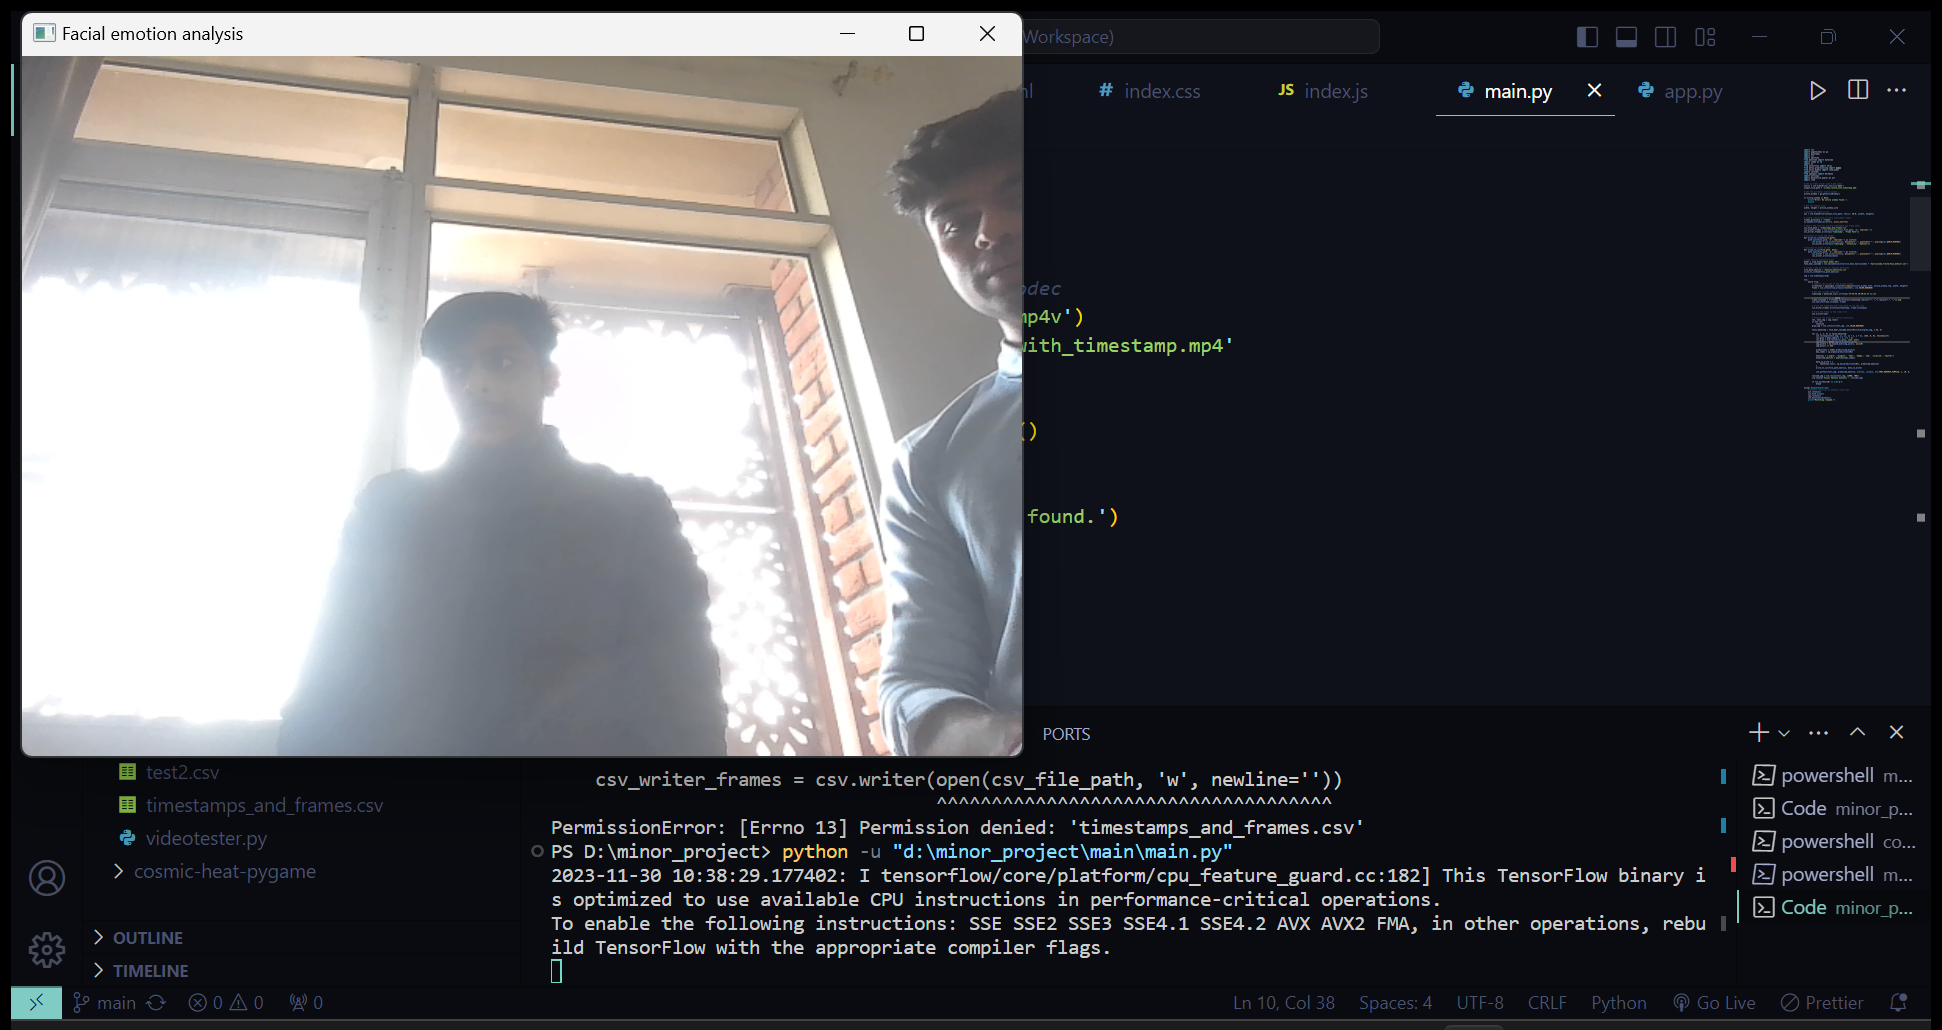 Facial emotion analysis
Workspace)
index.css
JS index.js
main.py
app.py
mp4v')
with_timestamp.mp4'
()
found.')
PORTS
test2.csv
timestamps_and_frames.csv
videotester.py
cosmic-heat-pygame
OUTLINE
TIMELINE
csv_writer_frames = csv.writer(open(csv_file_path, 'w', newline=''))
^^^^^^^^^^^^^^^^^^^^^^^^^^^^^^^^^^^^
PermissionError: [Errno 13] Permission denied: 'timestamps_and_frames.csv'
PS D:\minor_project> python -u "d:\minor_project\main\main.py"
2023-11-30 10:38:29.177402: I tensorflow/core/platform/cpu_feature_guard.cc:182] This TensorFlow binary i
s optimized to use available CPU instructions in performance-critical operations.
To enable the following instructions: SSE SSE2 SSE3 SSE4.1 SSE4.2 AVX AVX2 FMA, in other operations, rebu
ild TensorFlow with the appropriate compiler flags.
powershell m...
Code minor_p...
powershell co...
powershell m...
Code minor_p...
main 0 0 0
Ln 10, Col 38 Spaces: 4 UTF-8 CRLF Python Go Live Prettier